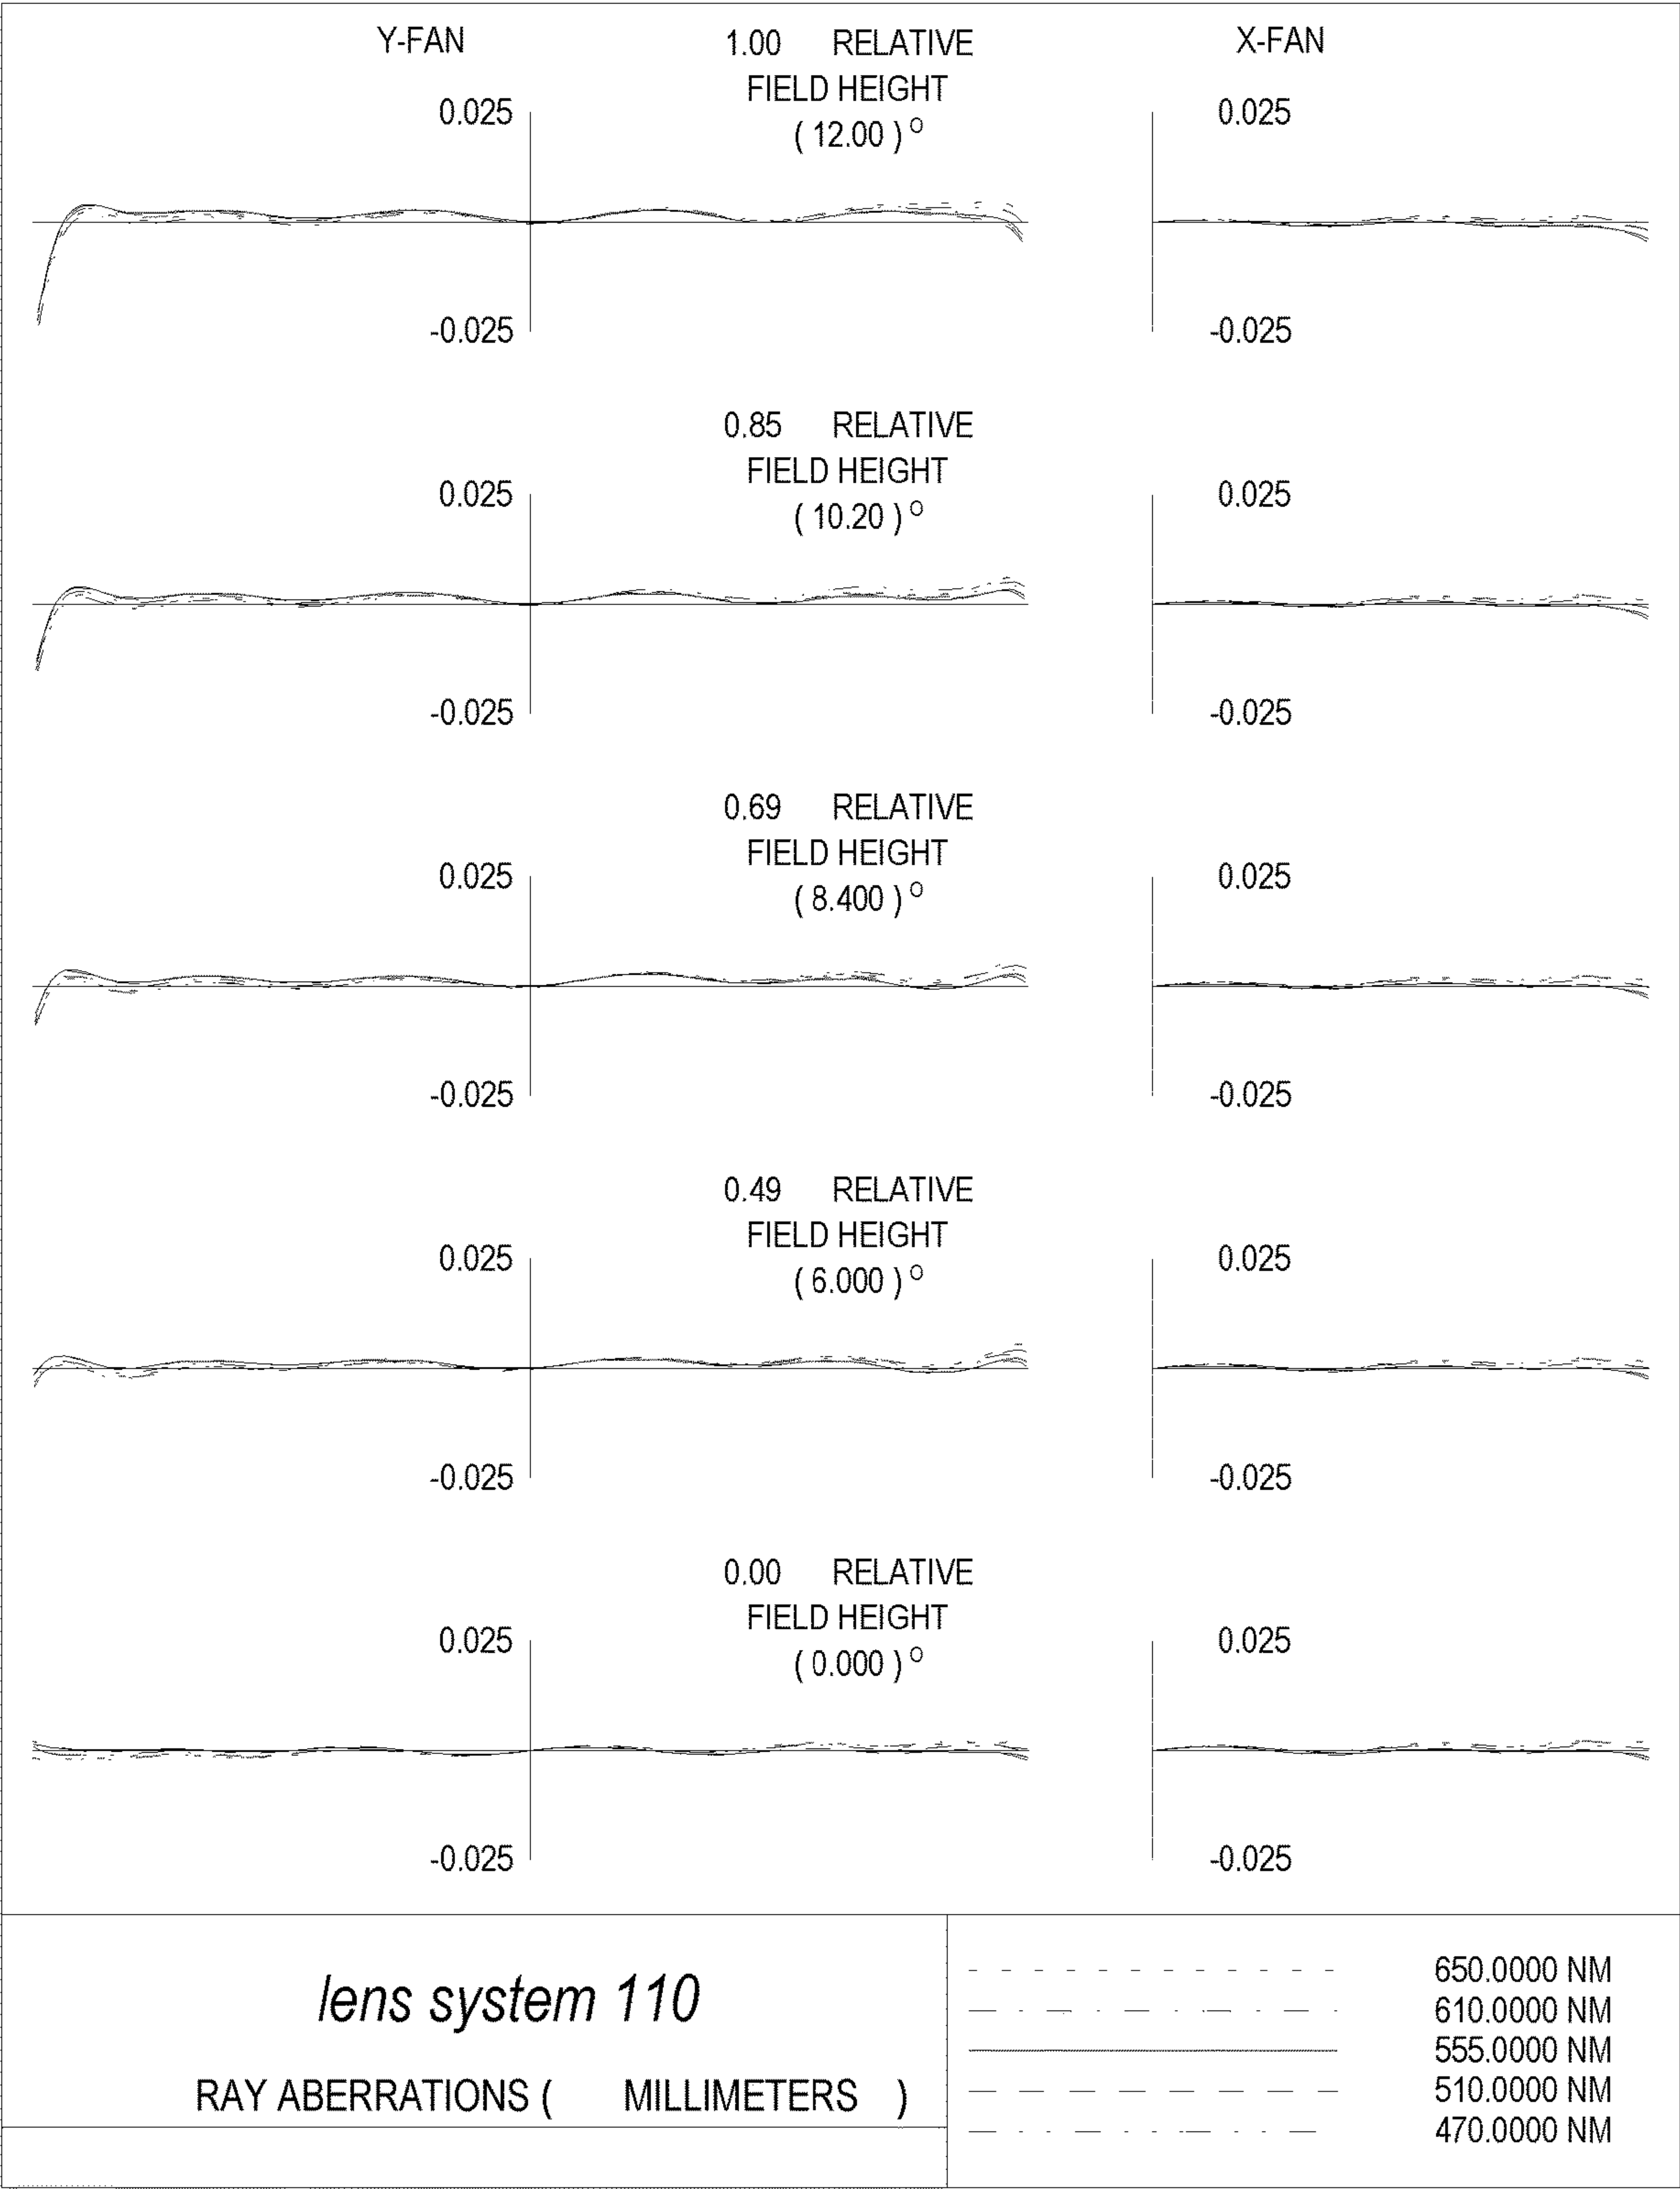 Y-FAN
1.00 RELATIVE
FIELD HEIGHT
( 12.00 ) O
X-FAN
0.025
-0.025
0.025
-0.025
0.85 RELATIVE
FIELD HEIGHT
( 10.20 ) O
0.025
-0.025
0.025
-0.025
0.69 RELATIVE
FIELD HEIGHT
( 8.400 ) O
0.025
-0.025
0.025
-0.025
0.49 RELATIVE
FIELD HEIGHT
( 6.000 ) O
0.025
-0.025
0.025
-0.025
0.00 RELATIVE
FIELD HEIGHT
( 0.000 ) O
0.025
-0.025
0.025
-0.025
lens system 110
RAY ABERRATIONS ( MILLIMETERS )
650.0000 NM
610.0000 NM
555.0000 NM
510.0000 NM
470.0000 NM